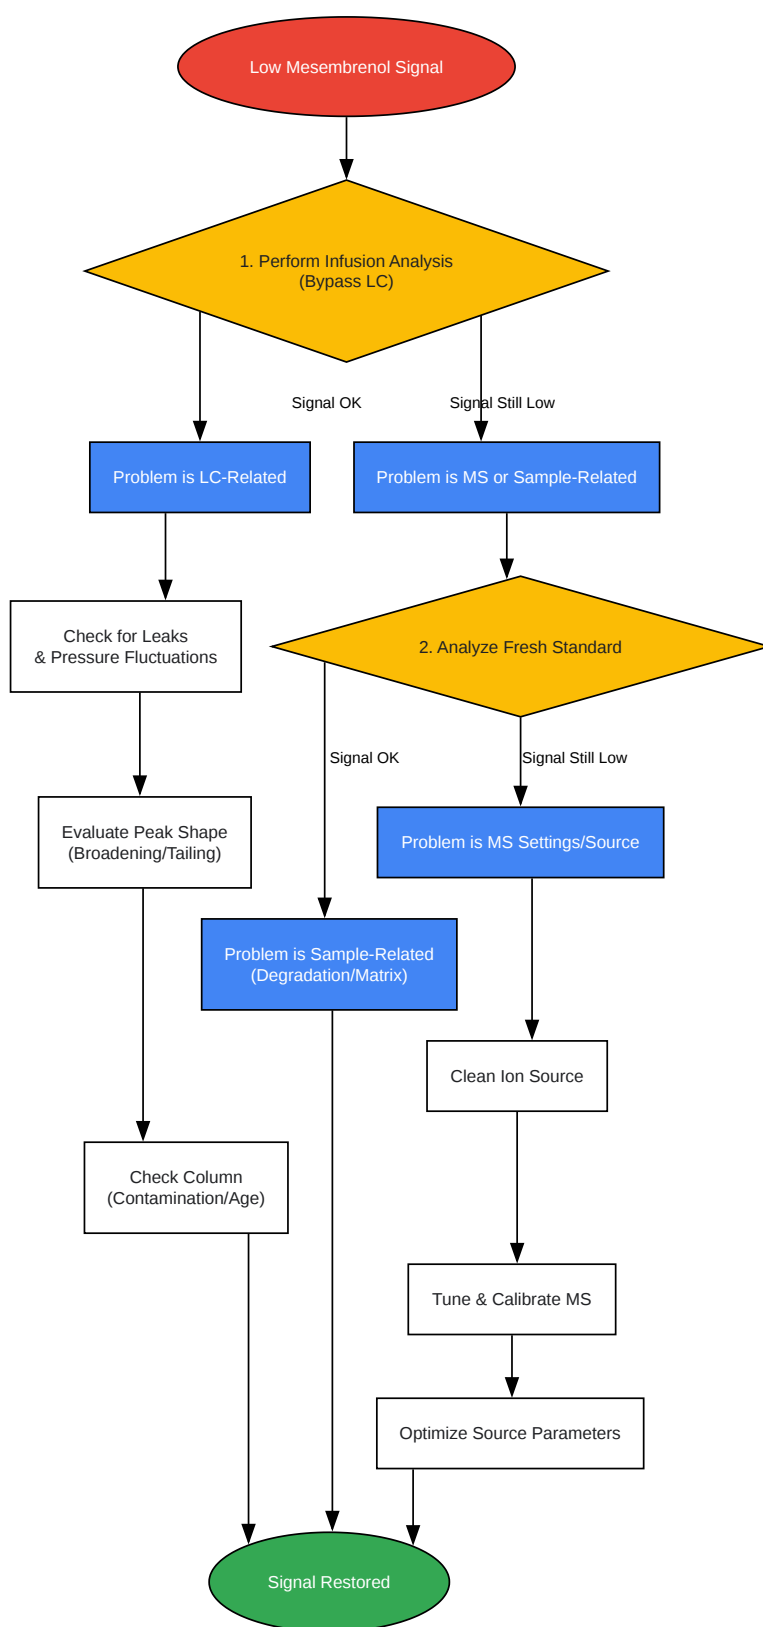 Low Mesembrenol Signal
1. Perform Infusion Analysis
(Bypass LC)
Signal OK
Signal Still Low
Problem is LC-Related
Problem is MS or Sample-Related
Check for Leaks
& Pressure Fluctuations
2. Analyze Fresh Standard
Signal OK
Signal Still Low
Evaluate Peak Shape
(Broadening/Tailing)
Problem is MS Settings/Source
Problem is Sample-Related
(Degradation/Matrix)
Clean Ion Source
Check Column
(Contamination/Age)
Tune & Calibrate MS
Optimize Source Parameters
Signal Restored